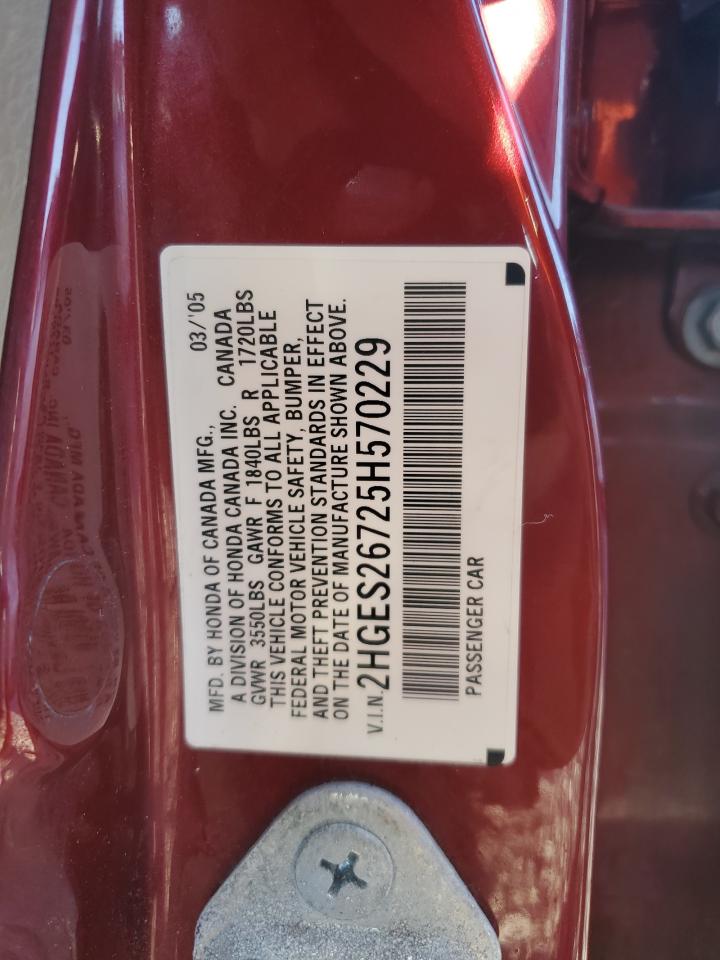 MFD. BY HONDA OF CANADA MFG., 03/'05
A DIVISION OF HONDA CANADA INC. CANADA
GVWR 3550LBS GAWR F 1840LBS R 1720LBS
THIS VEHICLE CONFORMS TO ALL APPLICABLE
FEDERAL MOTOR VEHICLE SAFETY, BUMPER,
AND THEFT PREVENTION STANDARDS IN EFFECT
ON THE DATE OF MANUFACTURE SHOWN ABOVE.
V.I.N. 2HGES26725H570229
PASSENGER CAR